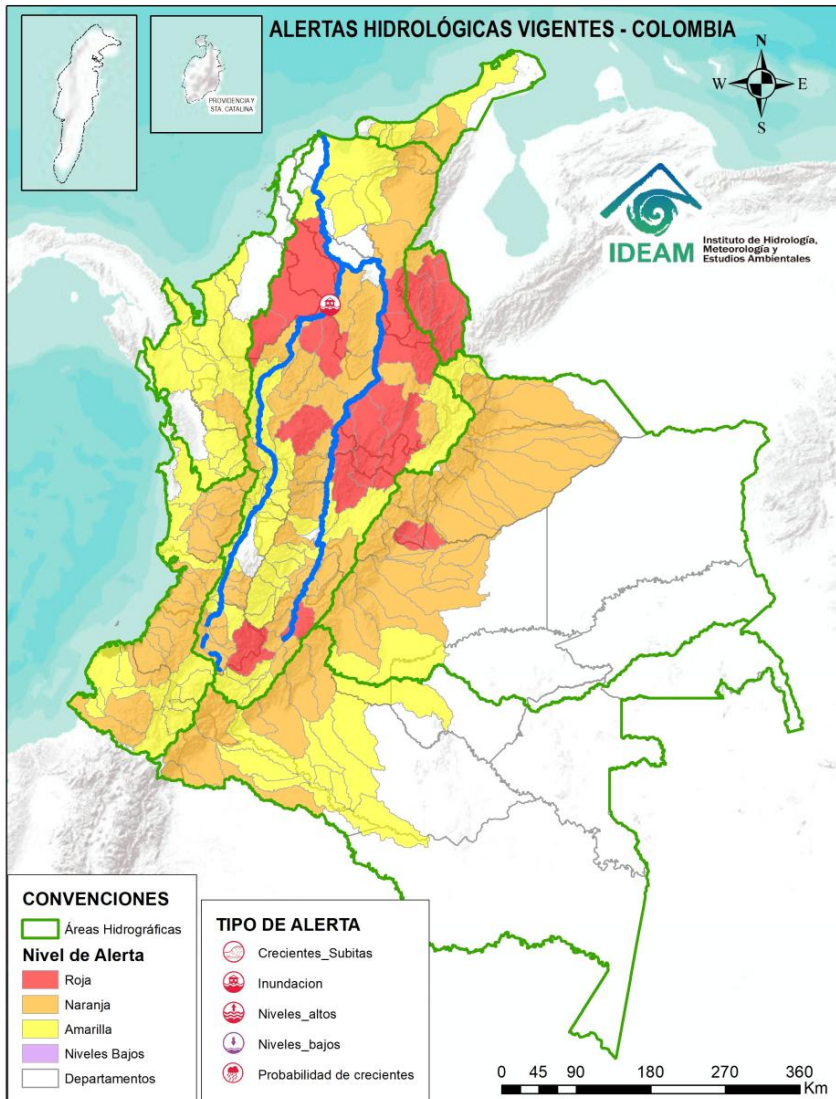 ALERTAS HIDROLÓGICAS VIGENTES - COLOMBIA
PROVIDENCIA Y
STA. CATALINA
N
W
E
S
IDEAM
Instituto de Hidrología,
Meteorología y
Estudios Ambientales
CONVENCIONES
Áreas Hidrográficas
Nivel de Alerta
Roja
Naranja
Amarilla
Niveles Bajos
Departamentos
TIPO DE ALERTA
Crecientes_Subitas
Inundacion
Niveles_altos
Niveles_bajos
Probabilidad de crecientes
0 45 90 180 270 360
Km